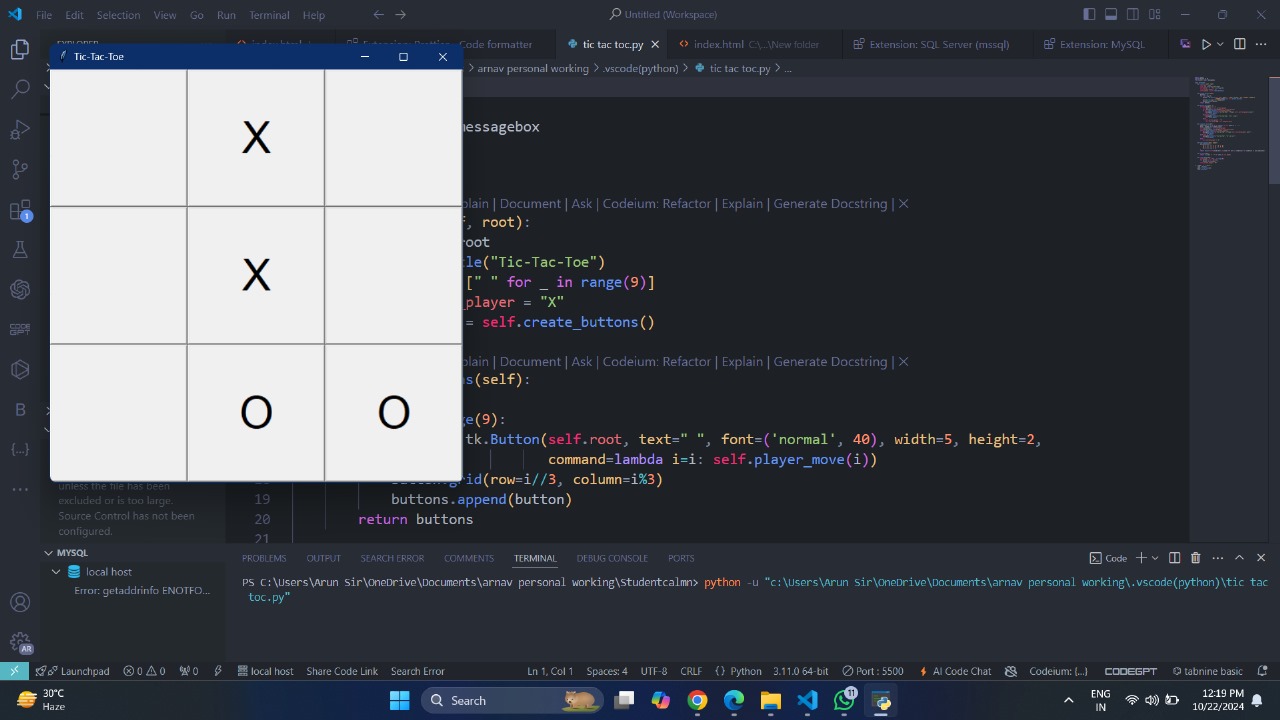 File Edit Selection View Go Run Terminal Help
Untitled (Workspace)
Tic-Tac-Toe
Code formatter
tic tac toc.py
index.html C:\...\New folder
Extension: SQL Server (mssql)
Extension: MySQL
arnav personal working > .vscode(python) > tic tac toc.py > ...
X
X
O O
messagebox
plain | Document | Ask | Codeium: Refactor | Explain | Generate Docstring | X
f, root):
root
tle("Tic-Tac-Toe")
[" " for _ in range(9)]
_player = "X"
= self.create_buttons()
plain | Document | Ask | Codeium: Refactor | Explain | Generate Docstring | X
ns(self):
ge(9):
tk.Button(self.root, text=" ", font=('normal', 40), width=5, height=2,
command=lambda i=i: self.player_move(i))
grid(row=i//3, column=i%3)
19 buttons.append(button)
20 return buttons
21
unless the file has been
excluded or is too large.
Source Control has not been
configured.
MYSQL
local host
Error: getaddrinfo ENOTFO...
PROBLEMS OUTPUT SEARCH ERROR COMMENTS TERMINAL DEBUG CONSOLE PORTS
Code
PS C:\Users\Arun Sir\OneDrive\Documents\arnav personal working\Studentcalmn> python -u "c:\Users\Arun Sir\OneDrive\Documents\arnav personal working\.vscode(python)\tic tac
toc.py"
Launchpad 0 0 0 local host Share Code Link Search Error Ln 1, Col 1 Spaces: 4 UTF-8 CRLF {} Python 3.11.0 64-bit Port : 5500 AI Code Chat Codeium: {...} CODEGPT tabnine basic
1
B
GPT
AR
30°C
Haze
Search
11
ENG
IN
12:19 PM
10/22/2024